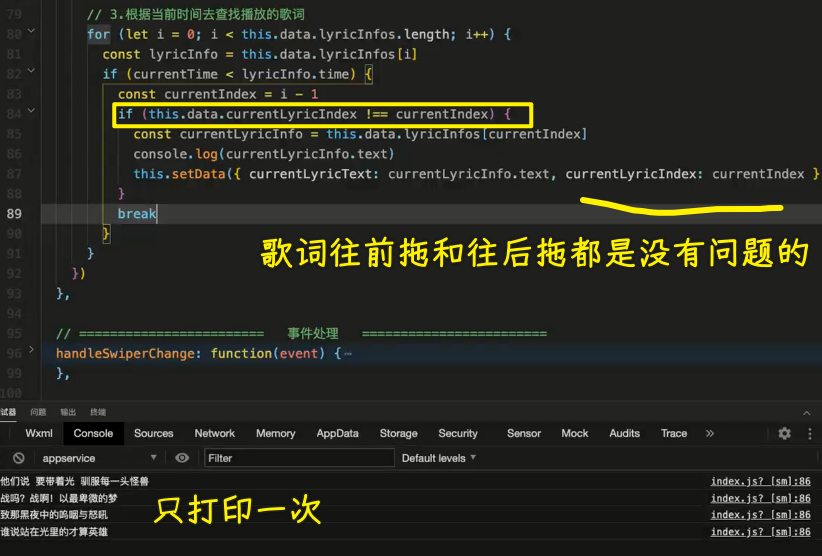 79 // 3.根据当前时间去查找播放的歌词
80 for (let i = 0; i < this.data.lyricInfos.length; i++) {
81 const lyricInfo = this.data.lyricInfos[i]
82 if (currentTime < lyricInfo.time) {
83 const currentIndex = i - 1
84 if (this.data.currentLyricIndex !== currentIndex) {
85 const currentLyricInfo = this.data.lyricInfos[currentIndex]
86 console.log(currentLyricInfo.text)
87 this.setData({ currentLyricText: currentLyricInfo.text, currentLyricIndex: currentIndex }
88 }
89 break
90 }
歌词往前拖和往后拖都是没有问题的
91 }
92 })
93 },
94
95 // ======================== 事件处理 ========================
96 handleSwiperChange: function(event) {…
99 },
100
试器 问题 输出 终端
Wxml Console Sources Network Memory AppData Storage Security Sensor Mock Audits Trace »
appservice Filter Default levels
他们说 要带着光 驯服每一头怪兽 index.js? [sm]:86
战吗？战啊！以最卑微的梦 index.js? [sm]:86
致那黑夜中的呜咽与怒吼 index.js? [sm]:86
谁说站在光里的才算英雄 index.js? [sm]:86
只打印一次